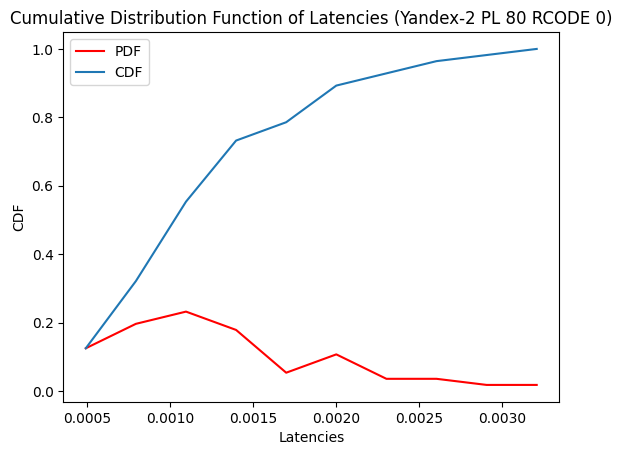 Cumulative Distribution Function of Latencies (Yandex-2 PL 80 RCODE 0)
PDF
CDF
1.0
0.8
0.6
0.4
0.2
0.0
CDF
0.0005 0.0010 0.0015 0.0020 0.0025 0.0030
Latencies